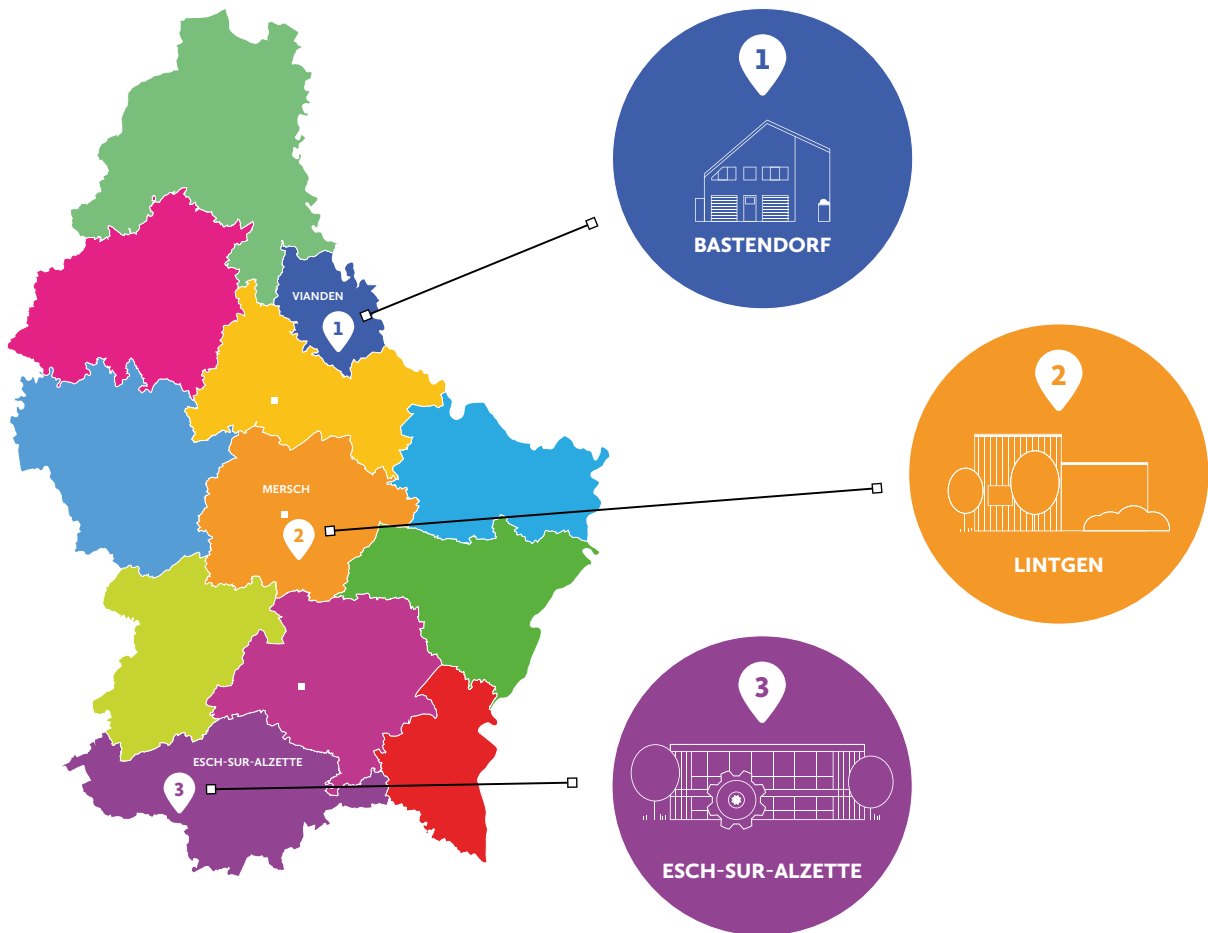 VIANDEN
1
MERSCH
2
ESCH-SUR-ALZETTE
3
1
BASTENDORF
2
LINTGEN
3
ESCH-SUR-ALZETTE